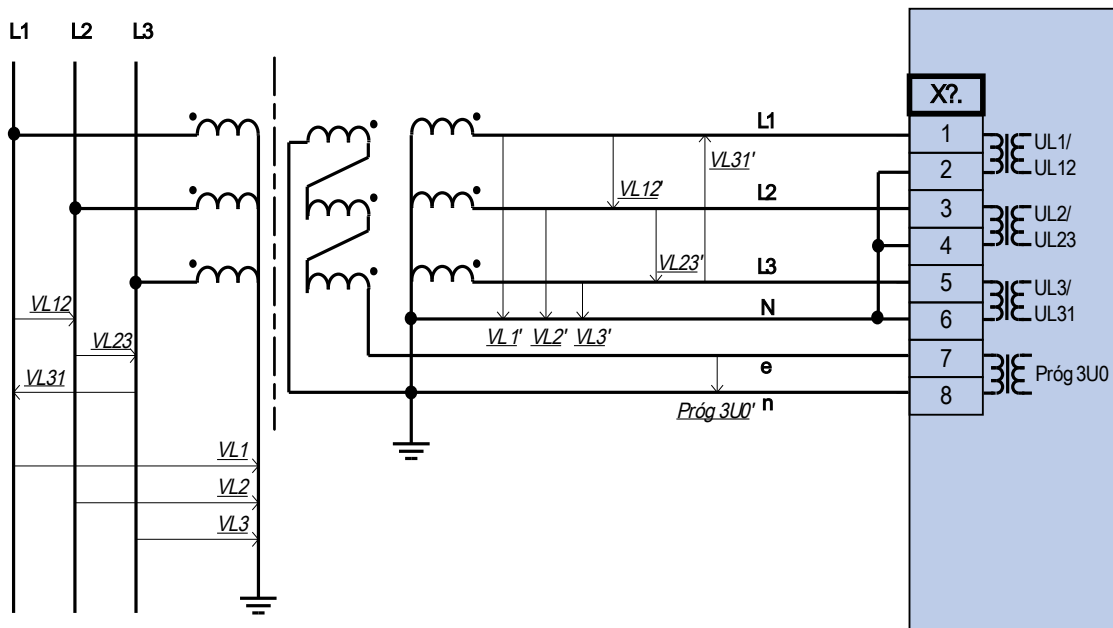 L1 L2 L3
X?.
L1
1
UL1/
UL12
VL31'
2
VL12'
L2
3
UL2/
UL23
4
VL23'
L3
5
UL3/
UL31
VL12
N
6
VL1' VL2' VL3'
VL23
7
e
Próg 3U0
VL31
8
Próg 3U0' n
VL1
VL2
VL3